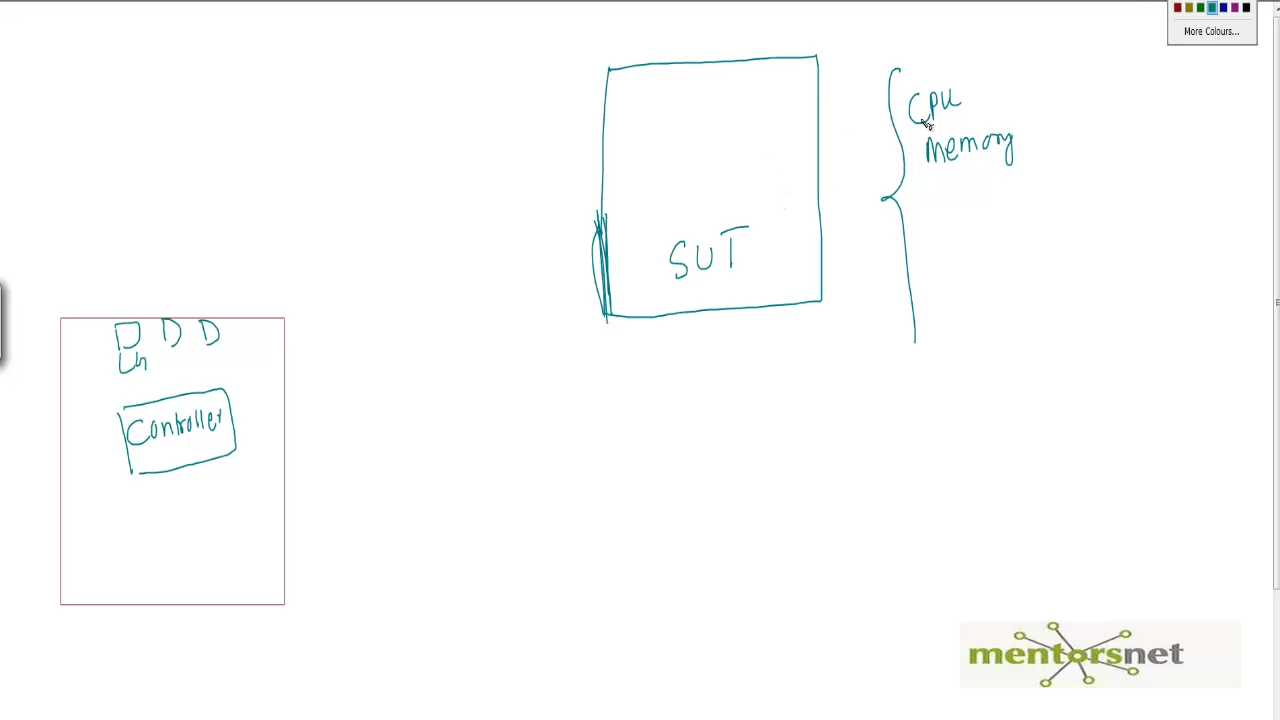 More Colours...
CPU
Memory
SUT
D D D
Controller
mentorsnet